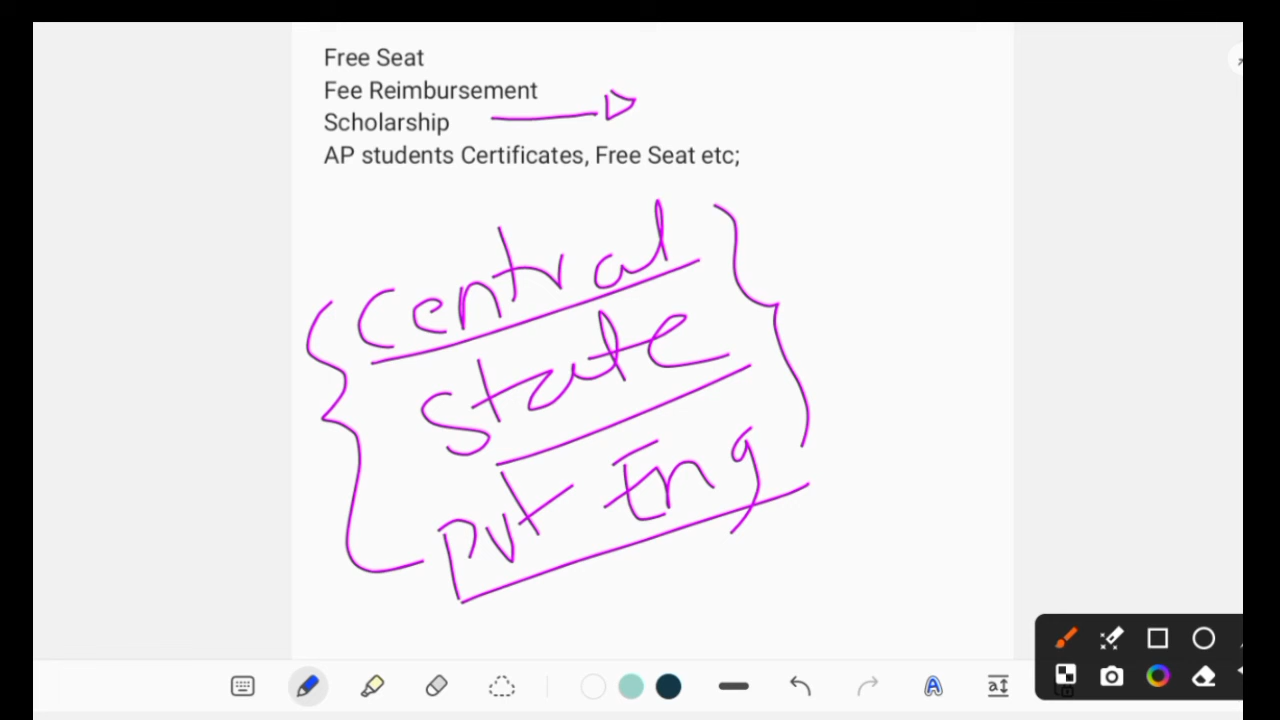 Free Seat
Fee Reimbursement
Scholarship
AP students Certificates, Free Seat etc;
Central
State
Pvt Eng